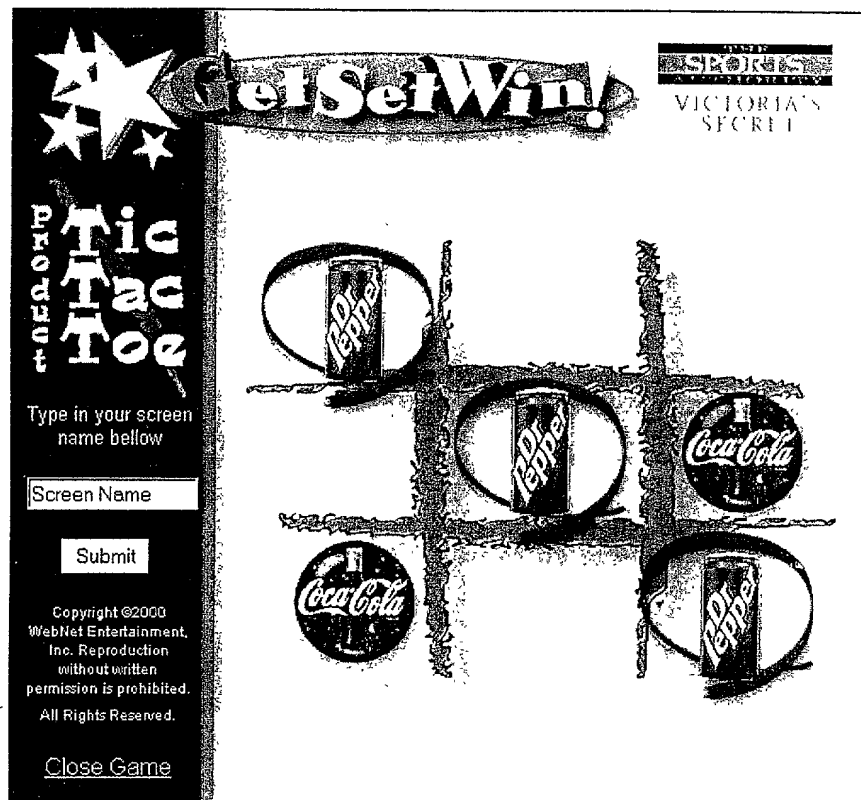 GetSetWin!
SPORTS
VICTORIA'S
SECRET
Product
Tic
Tac
Toe
Dr Pepper
Type in your screen
name bellow
Dr Pepper
Coca-Cola
Screen Name
Submit
Coca-Cola
Dr Pepper
Copyright ©2000
WebNet Entertainment,
Inc. Reproduction
without written
permission is prohibited.
All Rights Reserved.
Close Game